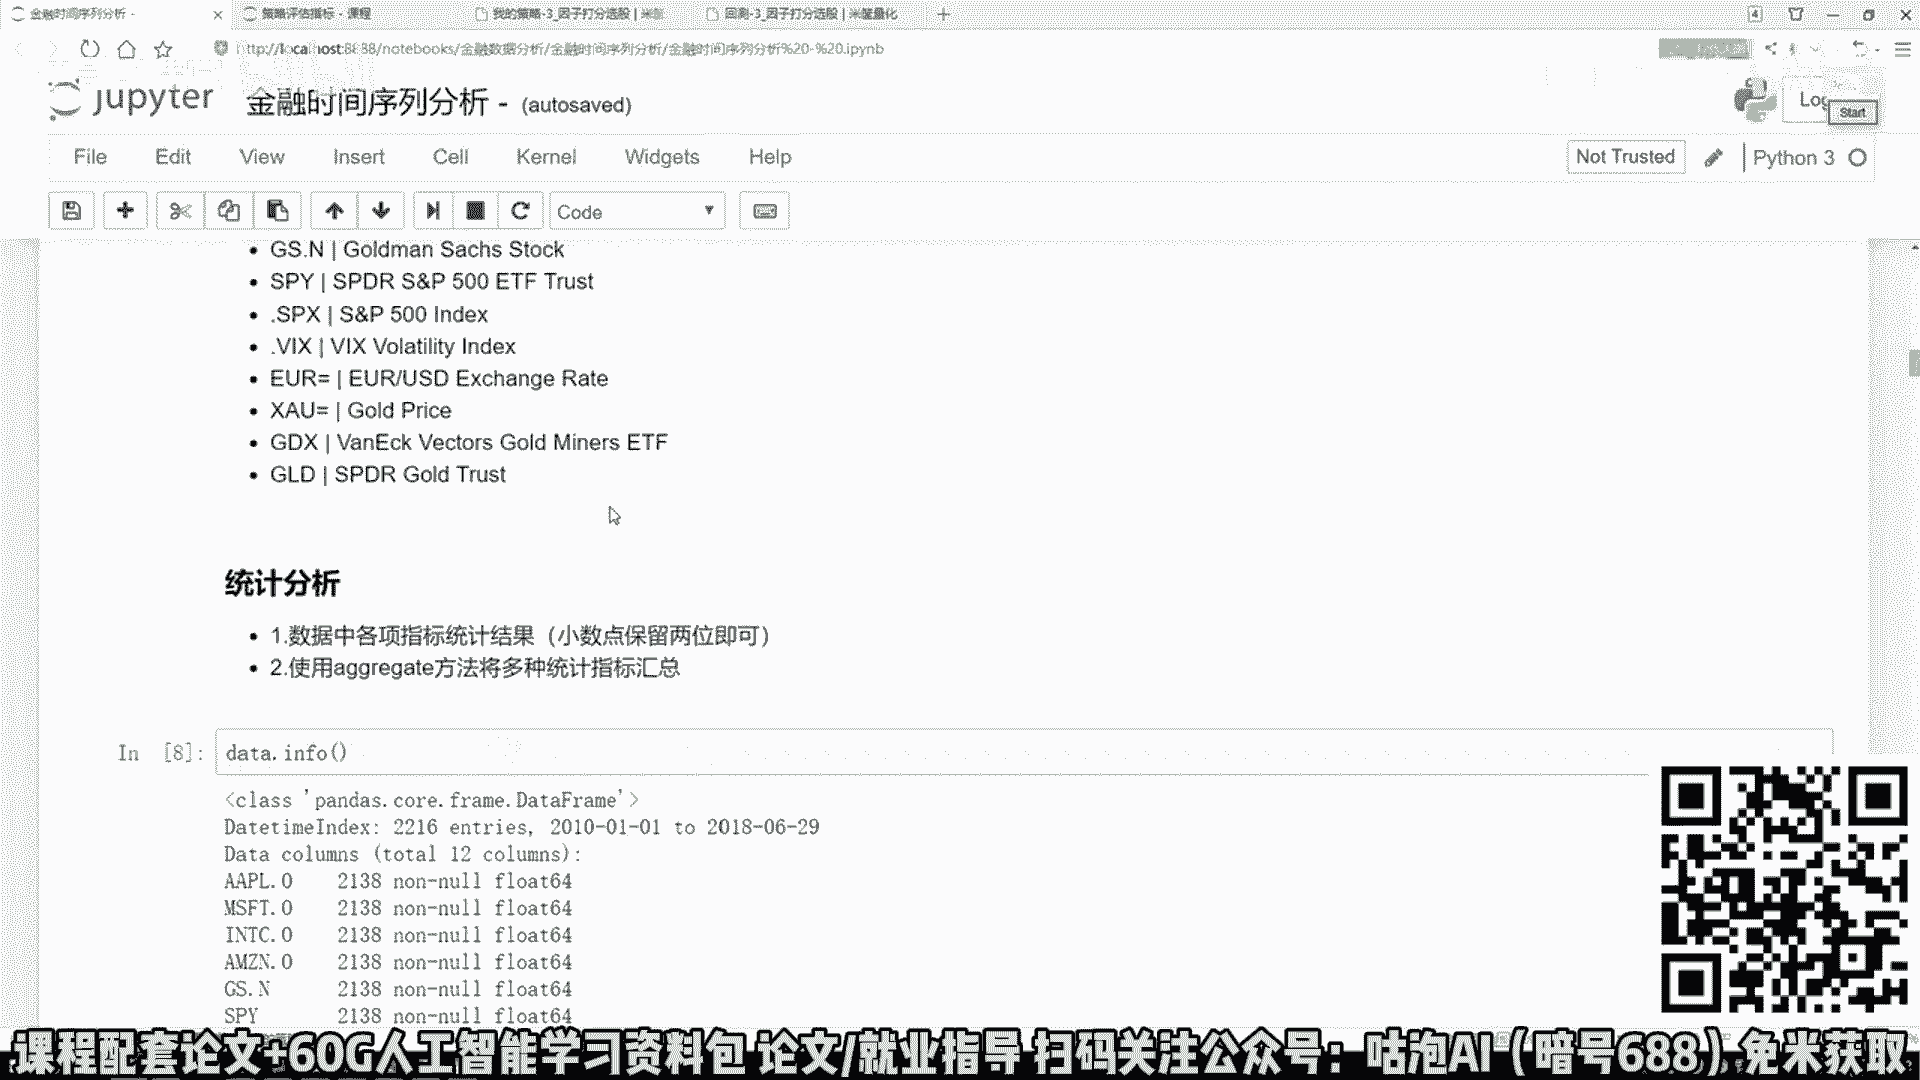 金融时间序列分析 -
策略评估指标 - 课程
我的策略-3_因子打分选股 | 米筐
回测-3_因子打分选股 | 米筐量化
4
http://localhost:8888/notebooks/金融数据分析/金融时间序列分析/金融时间序列分析%20-%20.ipynb
jupyter 金融时间序列分析 - (autosaved)
Start
File Edit View Insert Cell Kernel Widgets Help
Not Trusted
Python 3
Code
GS.N | Goldman Sachs Stock
SPY | SPDR S&P 500 ETF Trust
.SPX | S&P 500 Index
.VIX | VIX Volatility Index
EUR= | EUR/USD Exchange Rate
XAU= | Gold Price
GDX | VanEck Vectors Gold Miners ETF
GLD | SPDR Gold Trust
统计分析
1.数据中各项指标统计结果（小数点保留两位即可）
2.使用aggregate方法将多种统计指标汇总
In [8]: data.info()
<class 'pandas.core.frame.DataFrame'>
DatetimeIndex: 2216 entries, 2010-01-01 to 2018-06-29
Data columns (total 12 columns):
AAPL.O 2138 non-null float64
MSFT.O 2138 non-null float64
INTC.O 2138 non-null float64
AMZN.O 2138 non-null float64
GS.N 2138 non-null float64
SPY 2138 non-null float64
课程配套论文+60G人工智能学习资料包 论文/就业指导 扫码关注公众号：咕泡AI（暗号688）免米获取